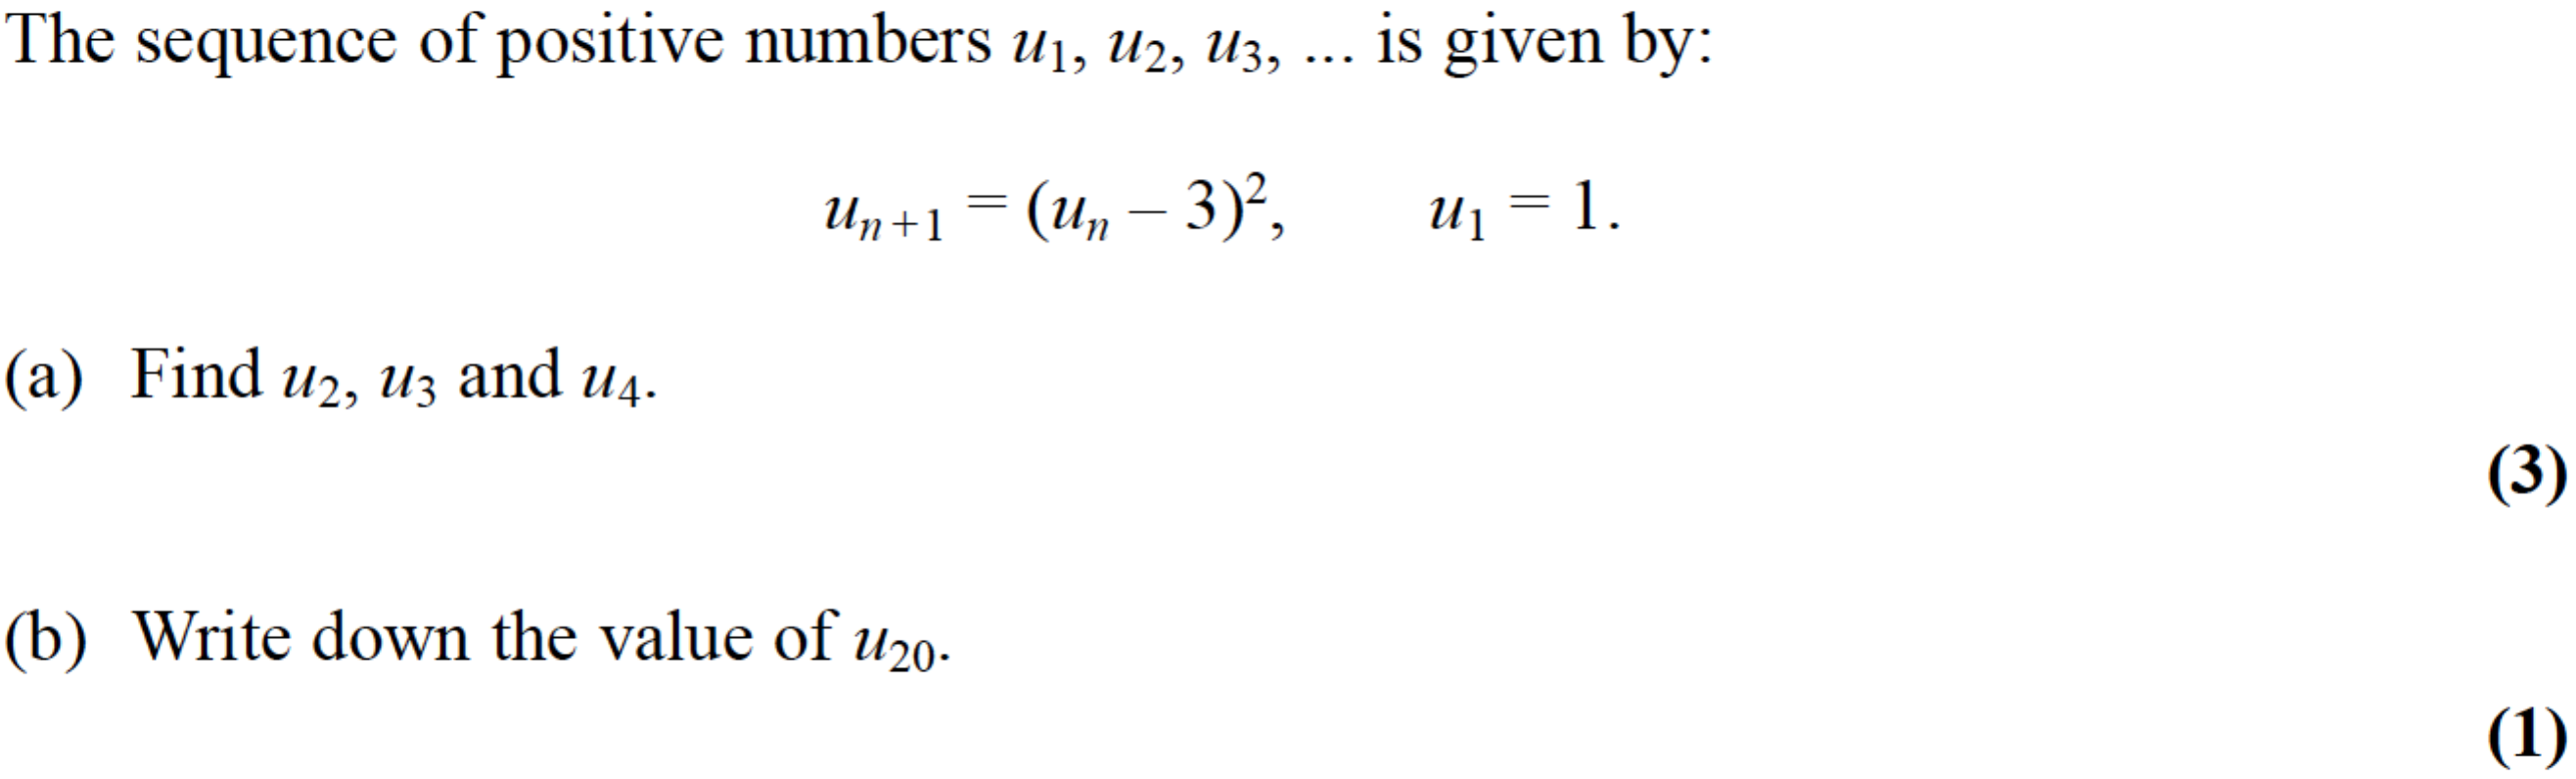 The sequence of positive numbers u₁, u₂, u₃, ... is given by:
uₙ₊₁ = (uₙ – 3)², u₁ = 1.
(a) Find u₂, u₃ and u₄.
(3)
(b) Write down the value of u₂₀.
(1)